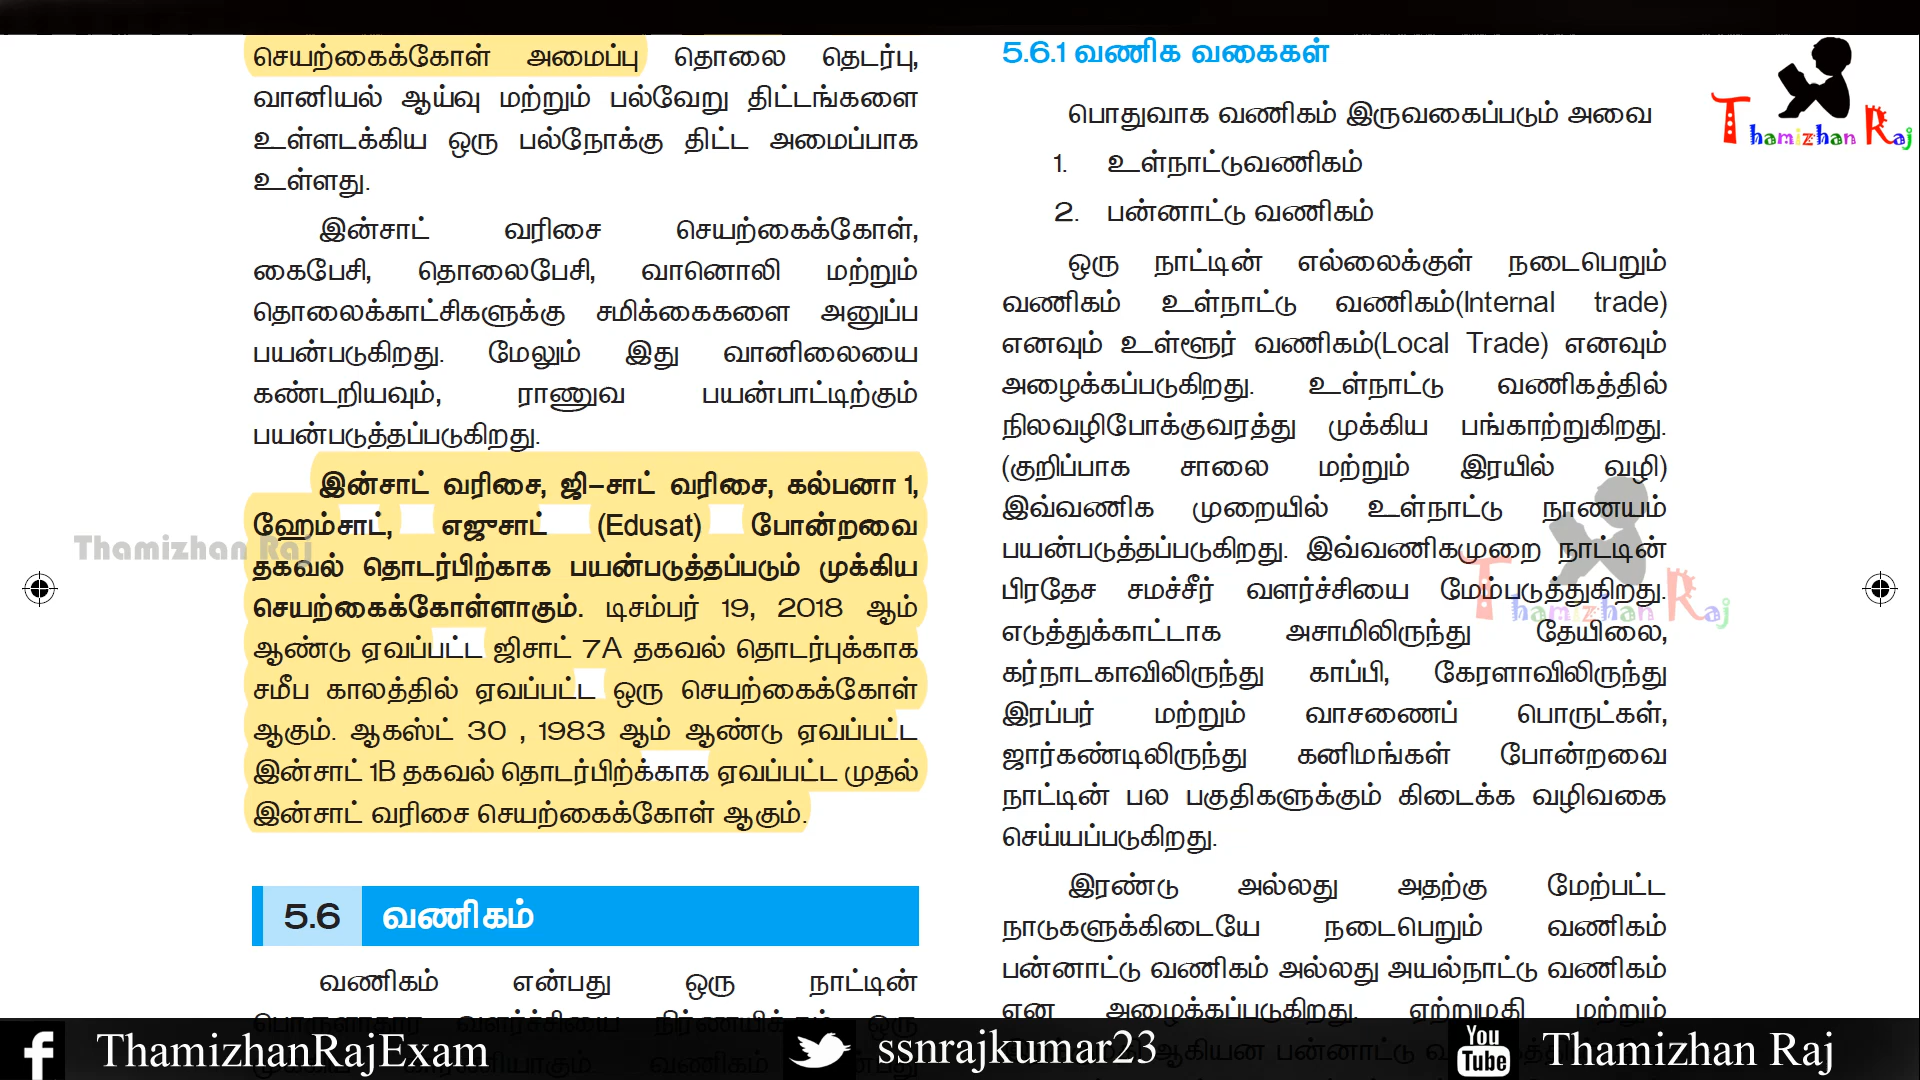 செயற்கைக்கோள் அமைப்பு தொலை தெடர்பு,
வானியல் ஆய்வு மற்றும் பல்வேறு திட்டங்களை
உள்ளடக்கிய ஒரு பல்நோக்கு திட்ட அமைப்பாக
உள்ளது.
இன்சாட் வரிசை செயற்கைக்கோள்,
கைபேசி, தொலைபேசி, வானொலி மற்றும்
தொலைக்காட்சிகளுக்கு சமிக்கைகளை அனுப்ப
பயன்படுகிறது. மேலும் இது வானிலையை
கண்டறியவும், ராணுவ பயன்பாட்டிற்கும்
பயன்படுத்தப்படுகிறது.
இன்சாட் வரிசை, ஜி–சாட் வரிசை, கல்பனா 1,
ஹேம்சாட், எஜுசாட் (Edusat) போன்றவை
தகவல் தொடர்பிற்காக பயன்படுத்தப்படும் முக்கிய
செயற்கைக்கோள்ளாகும். டிசம்பர் 19, 2018 ஆம்
ஆண்டு ஏவப்பட்ட ஜிசாட் 7A தகவல் தொடர்புக்காக
சமீப காலத்தில் ஏவப்பட்ட ஒரு செயற்கைக்கோள்
ஆகும். ஆகஸ்ட் 30 , 1983 ஆம் ஆண்டு ஏவப்பட்ட
இன்சாட் 1B தகவல் தொடர்பிற்க்காக ஏவப்பட்ட முதல்
இன்சாட் வரிசை செயற்கைக்கோள் ஆகும்.
5.6 வணிகம்
வணிகம் என்பது ஒரு நாட்டின்
5.6.1 வணிக வகைகள்
பொதுவாக வணிகம் இருவகைப்படும் அவை
1. உள்நாட்டுவணிகம்
2. பன்னாட்டு வணிகம்
ஒரு நாட்டின் எல்லைக்குள் நடைபெறும்
வணிகம் உள்நாட்டு வணிகம்(Internal trade)
எனவும் உள்ளூர் வணிகம்(Local Trade) எனவும்
அழைக்கப்படுகிறது. உள்நாட்டு வணிகத்தில்
நிலவழிபோக்குவரத்து முக்கிய பங்காற்றுகிறது.
(குறிப்பாக சாலை மற்றும் இரயில் வழி)
இவ்வணிக முறையில் உள்நாட்டு நாணயம்
பயன்படுத்தப்படுகிறது. இவ்வணிகமுறை நாட்டின்
பிரதேச சமச்சீர் வளர்ச்சியை மேம்படுத்துகிறது.
எடுத்துக்காட்டாக அசாமிலிருந்து தேயிலை,
கர்நாடகாவிலிருந்து காப்பி, கேரளாவிலிருந்து
இரப்பர் மற்றும் வாசணைப் பொருட்கள்,
ஜார்கண்டிலிருந்து கனிமங்கள் போன்றவை
நாட்டின் பல பகுதிகளுக்கும் கிடைக்க வழிவகை
செய்யப்படுகிறது.
இரண்டு அல்லது அதற்கு மேற்பட்ட
நாடுகளுக்கிடையே நடைபெறும் வணிகம்
பன்னாட்டு வணிகம் அல்லது அயல்நாட்டு வணிகம்
என அழைக்கப்படுகிறது. ஏற்றுமதி மற்றும்
Thamizhan Raj
Thamizhan Raj
Thamizhan Raj
ThamizhanRajExam
ssnrajkumar23
You Tube Thamizhan Raj